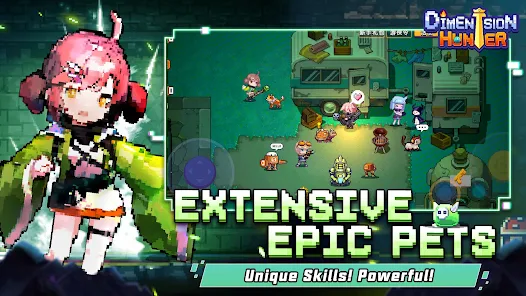 DIMENSION
HUNTER
EXTENSIVE
EPIC PETS
Unique Skills! Powerful!